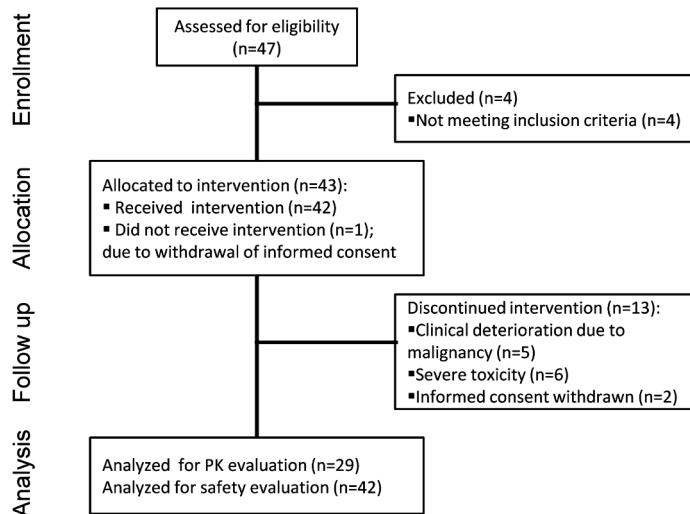 Enrollment
Assessed for eligibility
(n=47)
Excluded (n=4)
▪Not meeting inclusion criteria (n=4)
Allocation
Allocated to intervention (n=43):
▪ Received intervention (n=42)
▪ Did not receive intervention (n=1);
due to withdrawal of informed consent
Follow up
Discontinued intervention (n=13):
▪Clinical deterioration due to
malignancy (n=5)
▪Severe toxicity (n=6)
▪Informed consent withdrawn (n=2)
Analysis
Analyzed for PK evaluation (n=29)
Analyzed for safety evaluation (n=42)